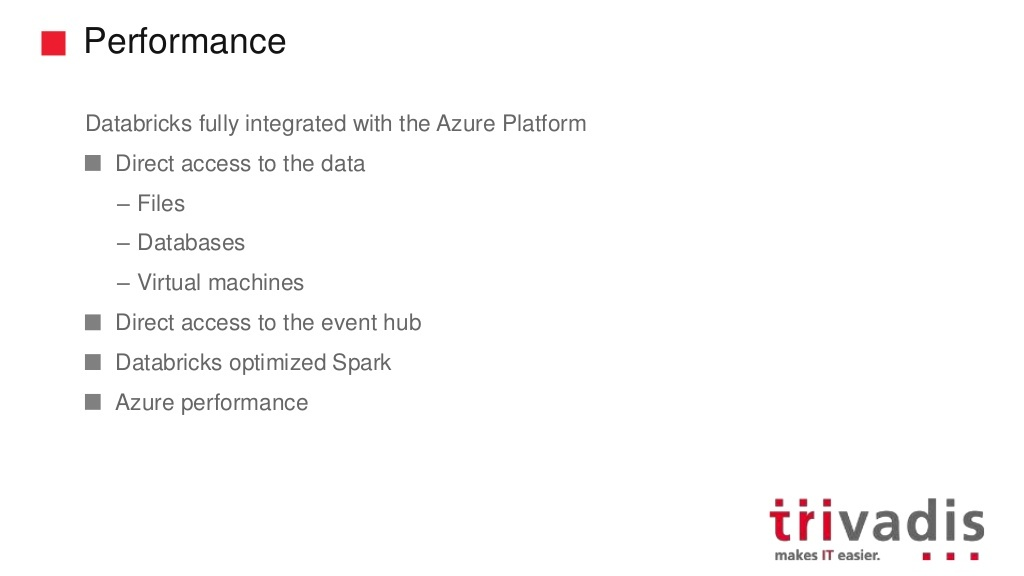 Performance
Databricks fully integrated with the Azure Platform
Direct access to the data
– Files
– Databases
– Virtual machines
Direct access to the event hub
Databricks optimized Spark
Azure performance
trivadis
makes IT easier.